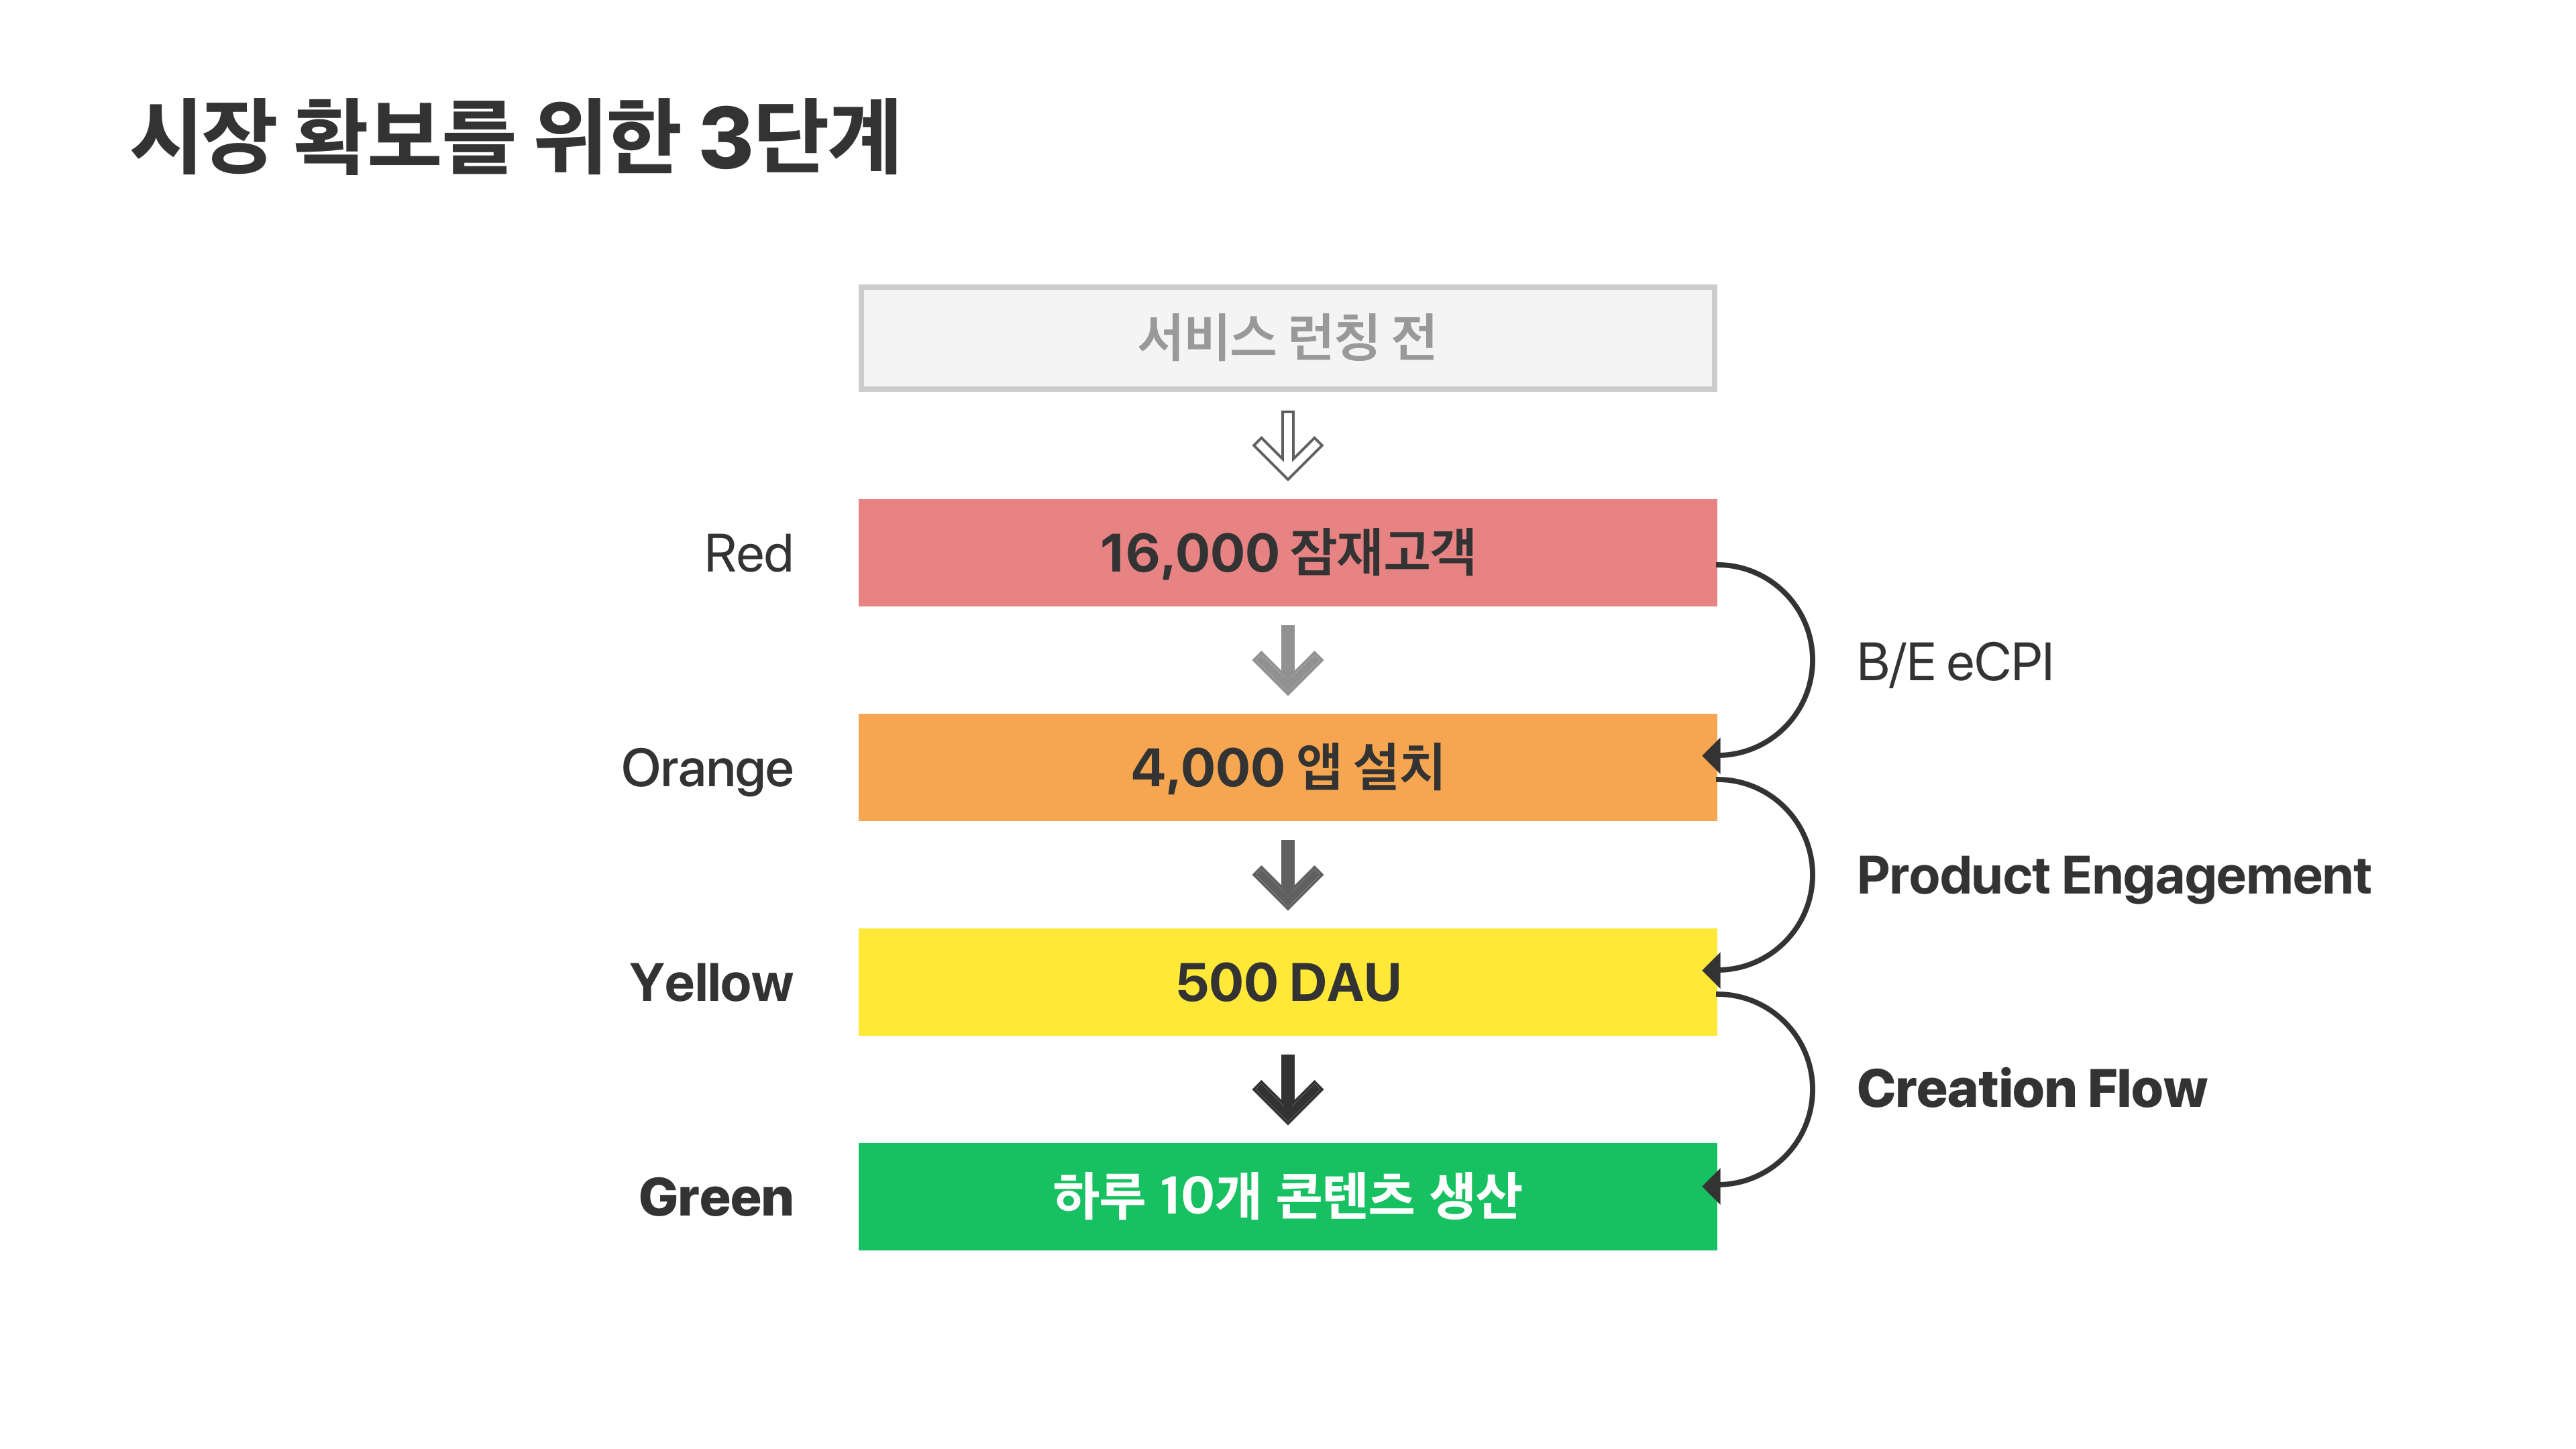 시장 확보를 위한 3단계
서비스 런칭 전
Red
16,000 잠재고객
B/E eCPI
Orange
4,000 앱 설치
Product Engagement
Yellow
500 DAU
Creation Flow
Green
하루 10개 콘텐츠 생산